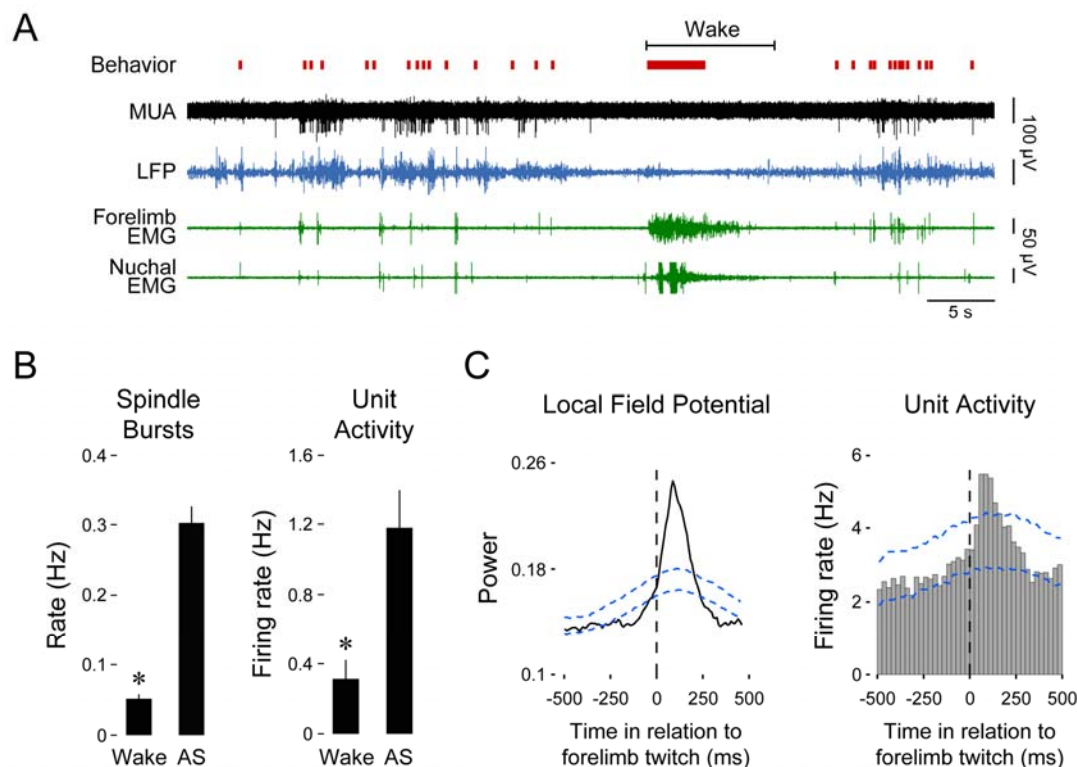 A
Wake
Behavior
MUA
100 µV
LFP
Forelimb
EMG
50 µV
Nuchal
EMG
5 s
B
Spindle
Bursts
Unit
Activity
0.4
0.3
0.2
0.1
0
Rate (Hz)
*
Wake AS
1.6
1.2
0.8
0.4
0
Firing rate (Hz)
*
Wake AS
C
Local Field Potential
Unit Activity
0.26
0.18
0.1
Power
-500 -250 0 250 500
Time in relation to
forelimb twitch (ms)
6
4
2
0
Firing rate (Hz)
-500 -250 0 250 500
Time in relation to
forelimb twitch (ms)